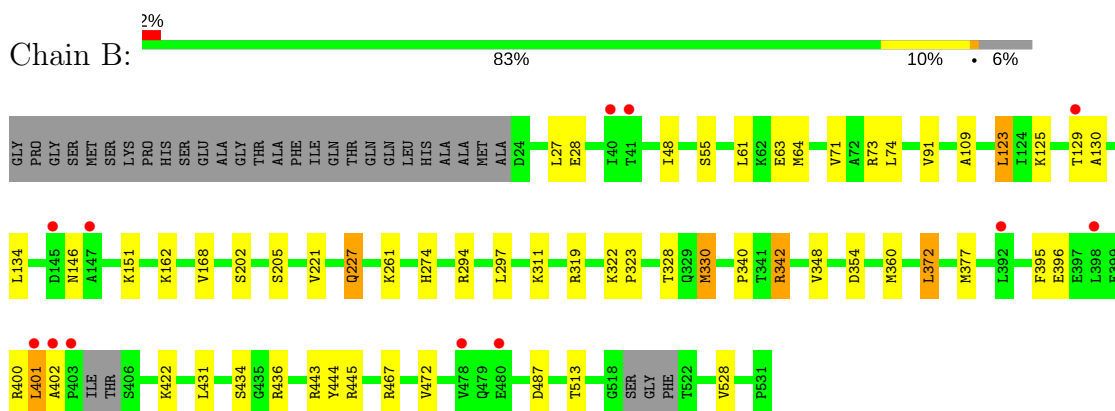 2%
Chain B:
83% 10% • 6%
GLY PRO GLY SER MET SER LYS PRO HIS SER GLU ALA GLY THR ALA PHE ILE GLN THR GLN GLN LEU HIS ALA ALA MET ALA D24 L27 E28 I40 T41 I48 S55 L61 K62 E63 M64 V71 A72 R73 L74 V91 A109 L123 I124 K125 T129 A130
L134 D145 N146 A147 K151 K162 V168 S202 S205 V221 Q227 K261 H274 R294 L297 K311 R319 K322 P323 T328 Q329 M330 P340 T341 R342 V348 D354 M360 L372 M377 L392 F395 E396 E397 L398 E399
R400 L401 A402 P403 ILE THR S406 K422 L431 S434 G435 R436 R443 Y444 R445 R467 V472 V478 Q479 E480 D487 T513 G518 SER GLY PHE T522 V528 P531